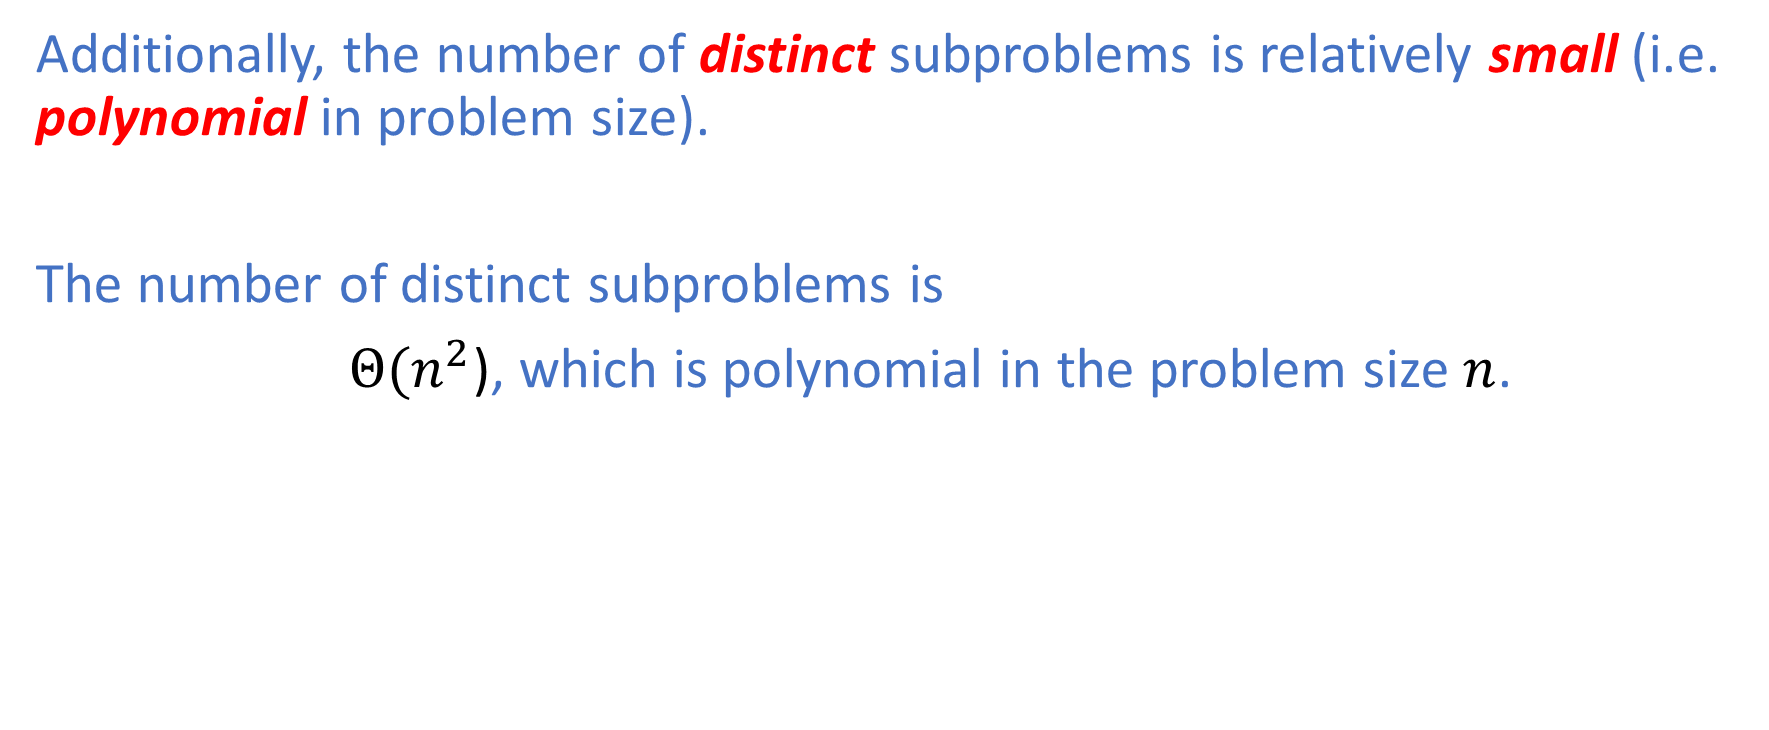 Additionally, the number of distinct subproblems is relatively small (i.e.
polynomial in problem size).
The number of distinct subproblems is
Θ(𝑛²), which is polynomial in the problem size 𝑛.